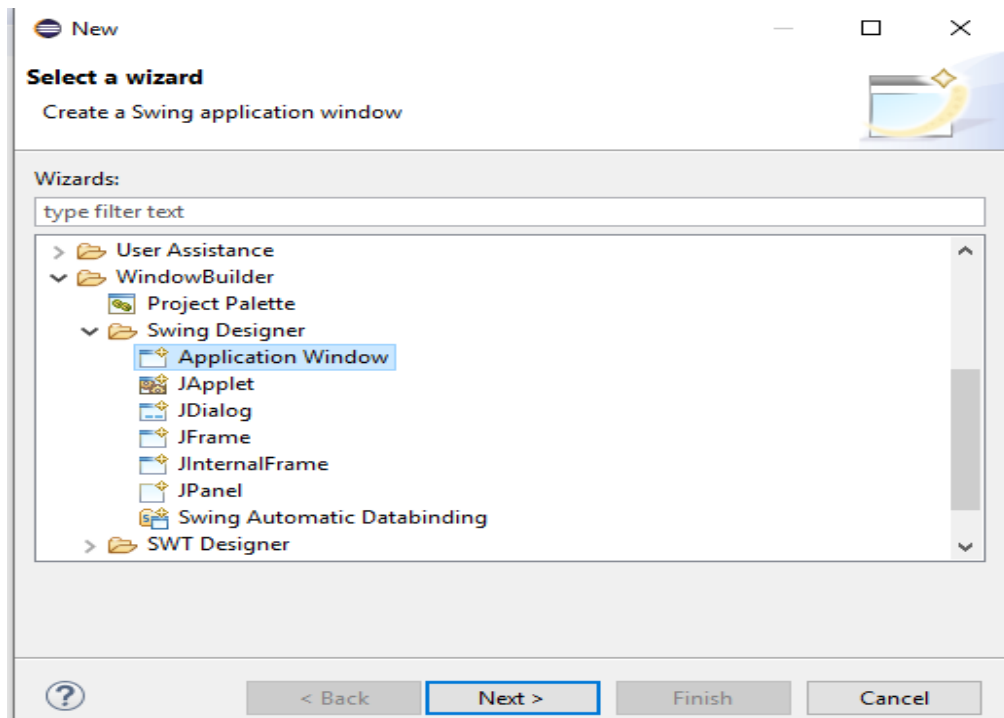 New
Select a wizard
Create a Swing application window
Wizards:
type filter text
User Assistance
WindowBuilder
Project Palette
Swing Designer
Application Window
JApplet
JDialog
JFrame
JInternalFrame
JPanel
Swing Automatic Databinding
SWT Designer
? < Back Next > Finish Cancel